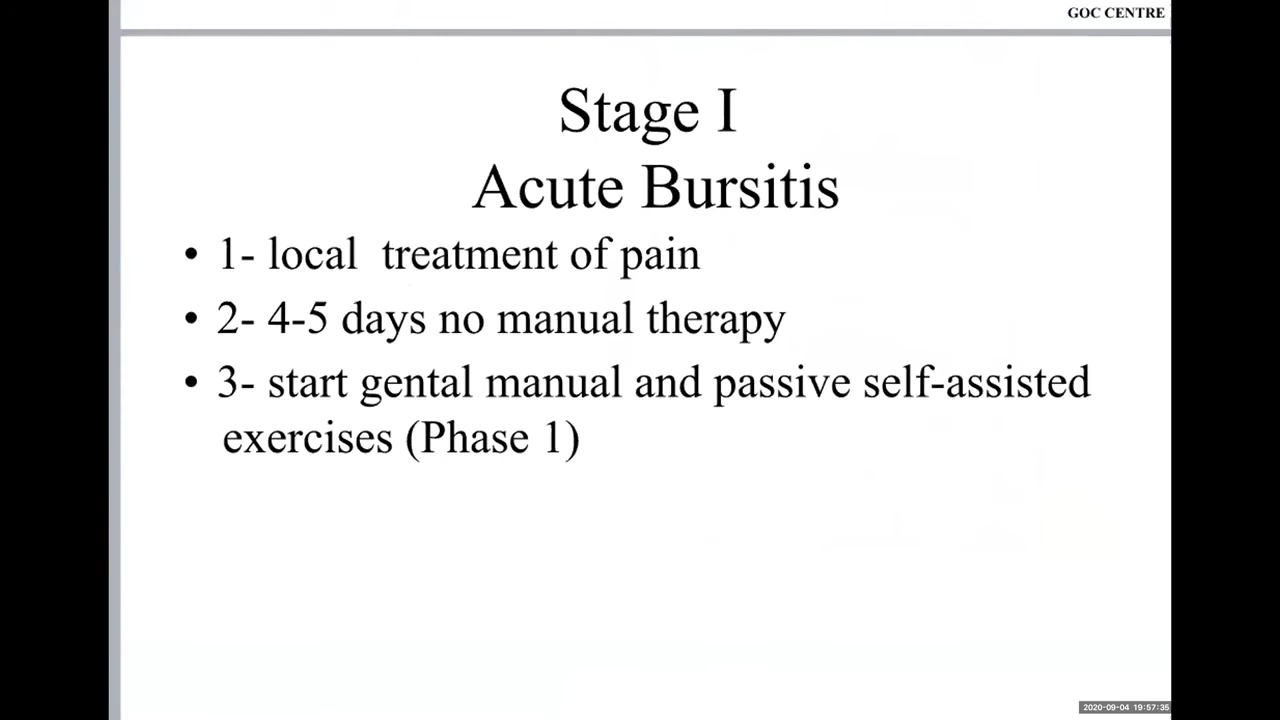 GOC CENTRE
Stage I
Acute Bursitis
• 1- local  treatment of pain
• 2- 4-5 days no manual therapy
• 3- start gental manual and passive self-assisted
exercises (Phase 1)
2020-09-04 19:57:35